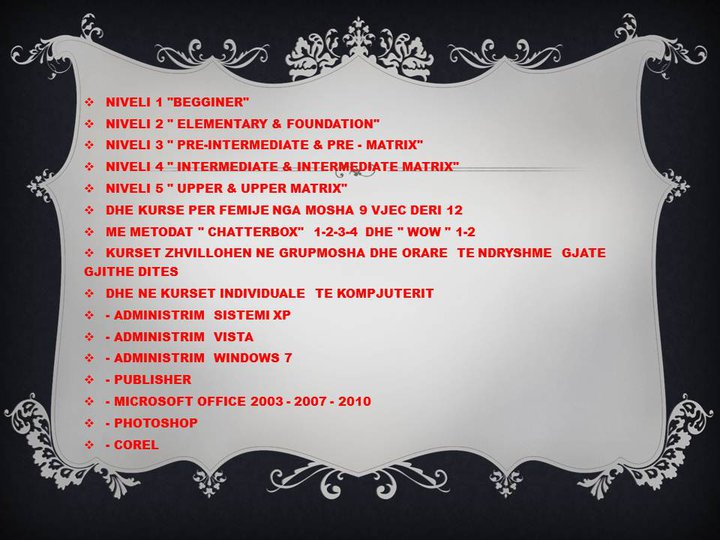 ❖ NIVELI 1 "BEGGINER"
❖ NIVELI 2 " ELEMENTARY & FOUNDATION"
❖ NIVELI 3 " PRE-INTERMEDIATE & PRE - MATRIX"
❖ NIVELI 4 " INTERMEDIATE & INTERMEDIATE MATRIX"
❖ NIVELI 5 " UPPER & UPPER MATRIX"
❖ DHE KURSE PER FEMIJE NGA MOSHA 9 VJEC DERI 12
❖ ME METODAT " CHATTERBOX" 1-2-3-4 DHE " WOW " 1-2
❖ KURSET ZHVILLOHEN NE GRUPMOSHA DHE ORARE TE NDRYSHME GJATE
GJITHE DITES
❖ DHE NE KURSET INDIVIDUALE TE KOMPJUTERIT
❖ - ADMINISTRIM SISTEMI XP
❖ - ADMINISTRIM VISTA
❖ - ADMINISTRIM WINDOWS 7
❖ - PUBLISHER
❖ - MICROSOFT OFFICE 2003 - 2007 - 2010
❖ - PHOTOSHOP
❖ - COREL